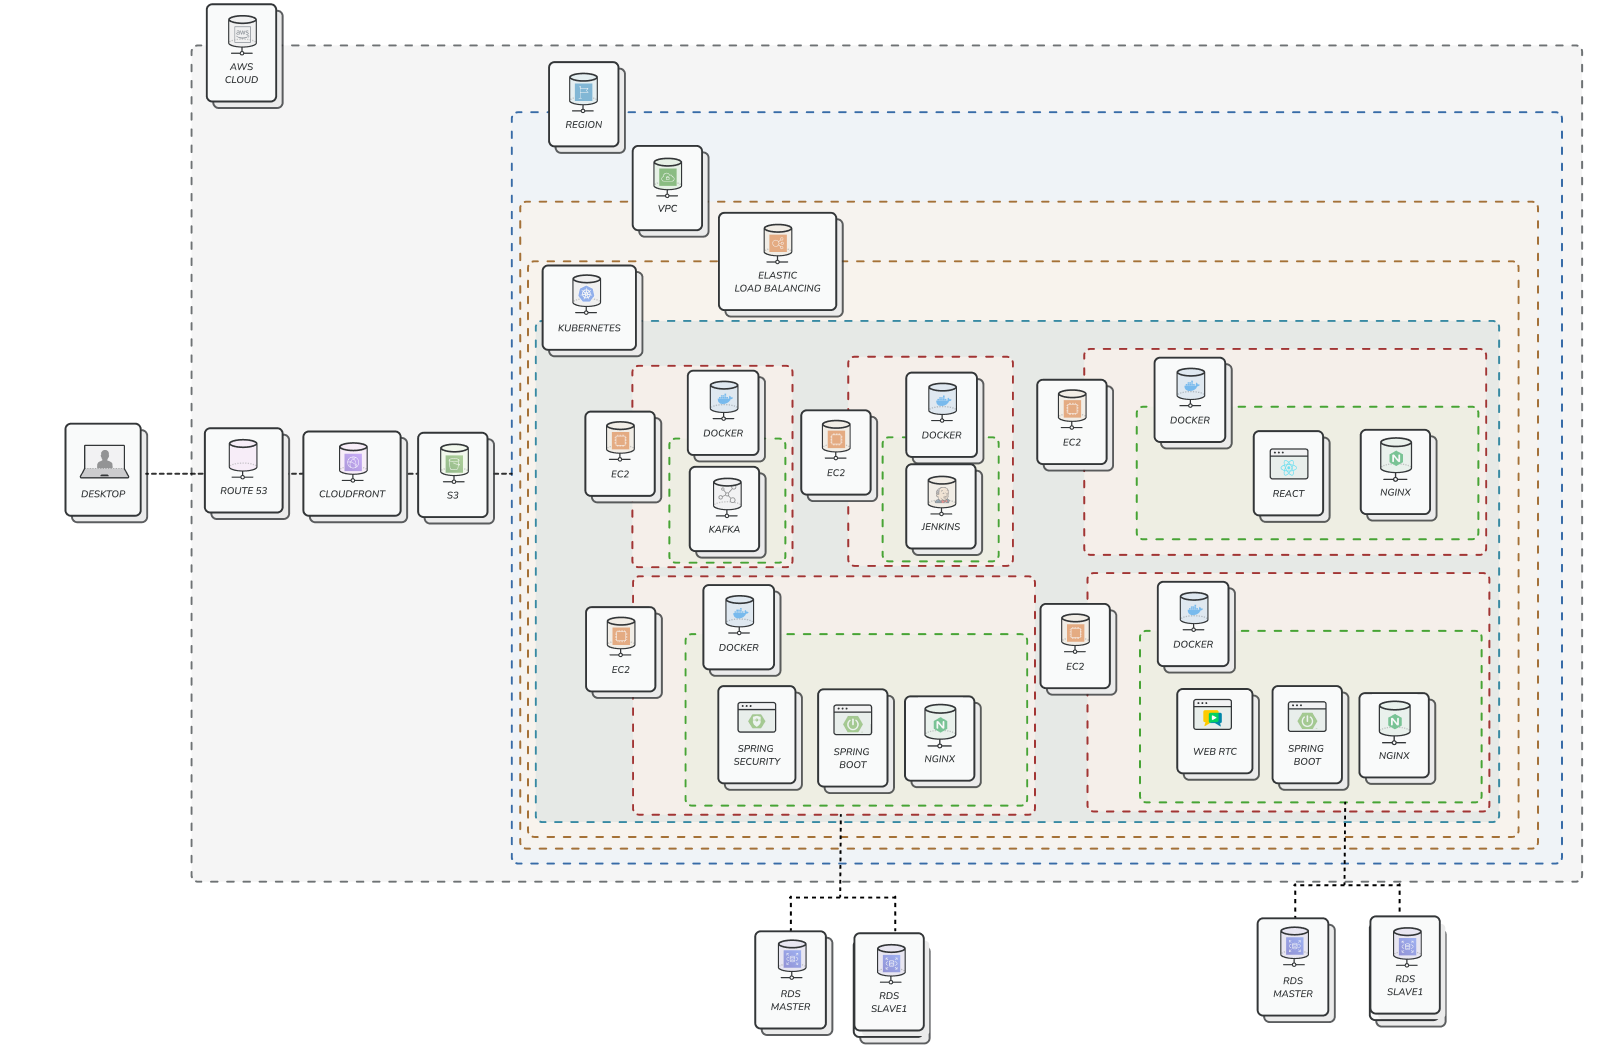 aws
AWS
CLOUD
REGION
VPC
ELASTIC
LOAD BALANCING
KUBERNETES
DOCKER
DOCKER
DOCKER
EC2
EC2
EC2
KAFKA
JENKINS
REACT
NGINX
DESKTOP
ROUTE 53
CLOUDFRONT
S3
DOCKER
DOCKER
EC2
EC2
SPRING
SECURITY
SPRING
BOOT
NGINX
WEB RTC
SPRING
BOOT
NGINX
RDS
MASTER
RDS
SLAVE1
RDS
MASTER
RDS
SLAVE1